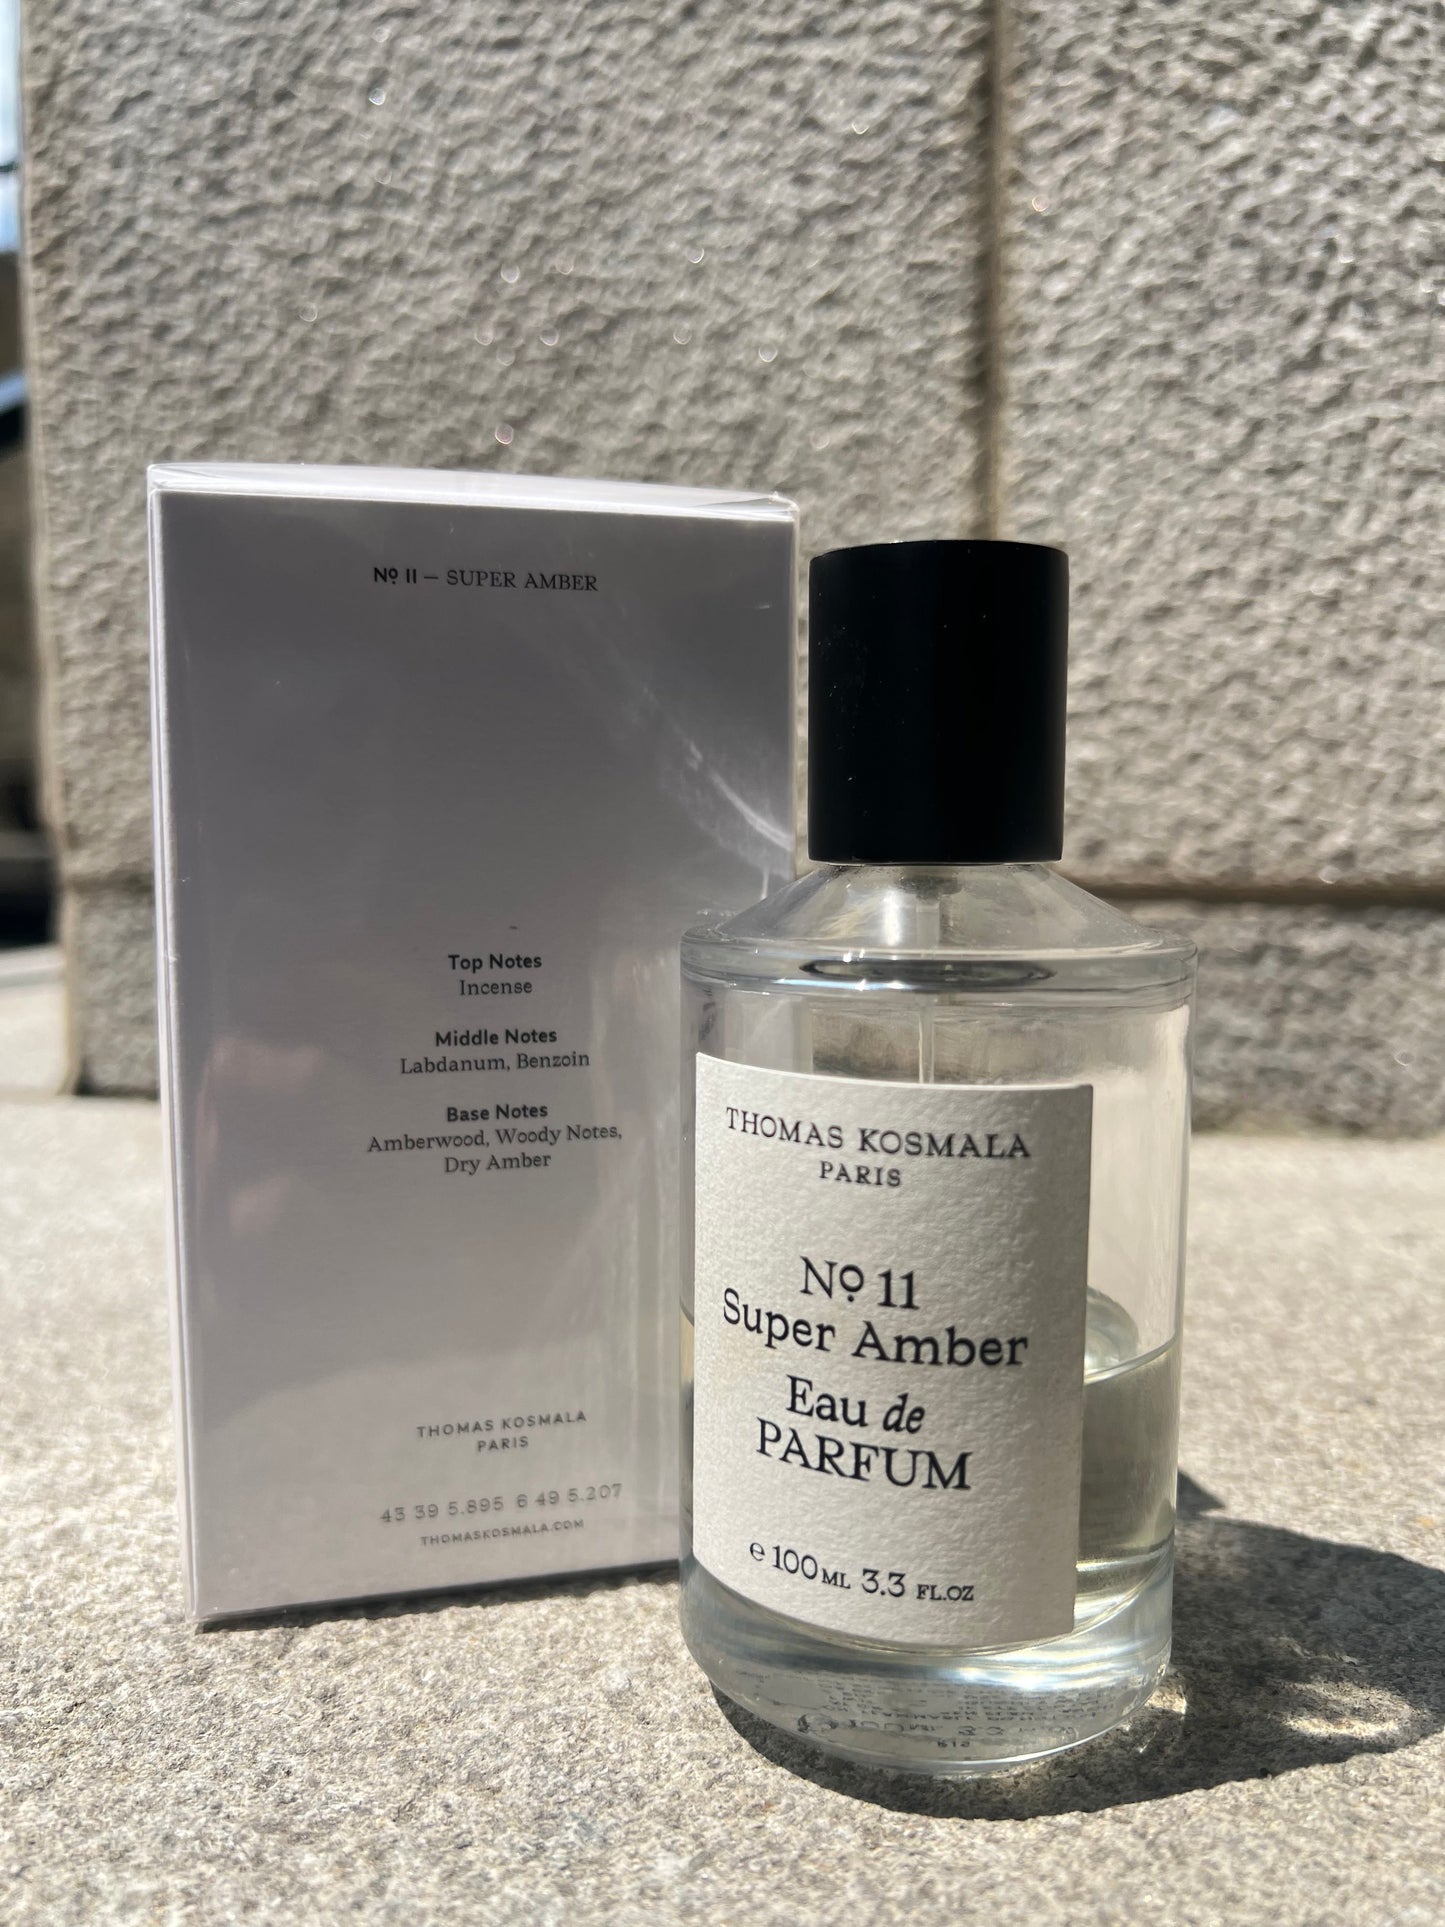 Nº 11 — SUPER AMBER
Top Notes
Incense
Middle Notes
Labdanum, Benzoin
Base Notes
Amberwood, Woody Notes,
Dry Amber
THOMAS KOSMALA
PARIS
43 39 5.895 6 49 5.207
THOMASKOSMALA.COM
THOMAS KOSMALA
PARIS
Nº 11
Super Amber
Eau de
PARFUM
℮ 100 ML 3.3 FL.OZ